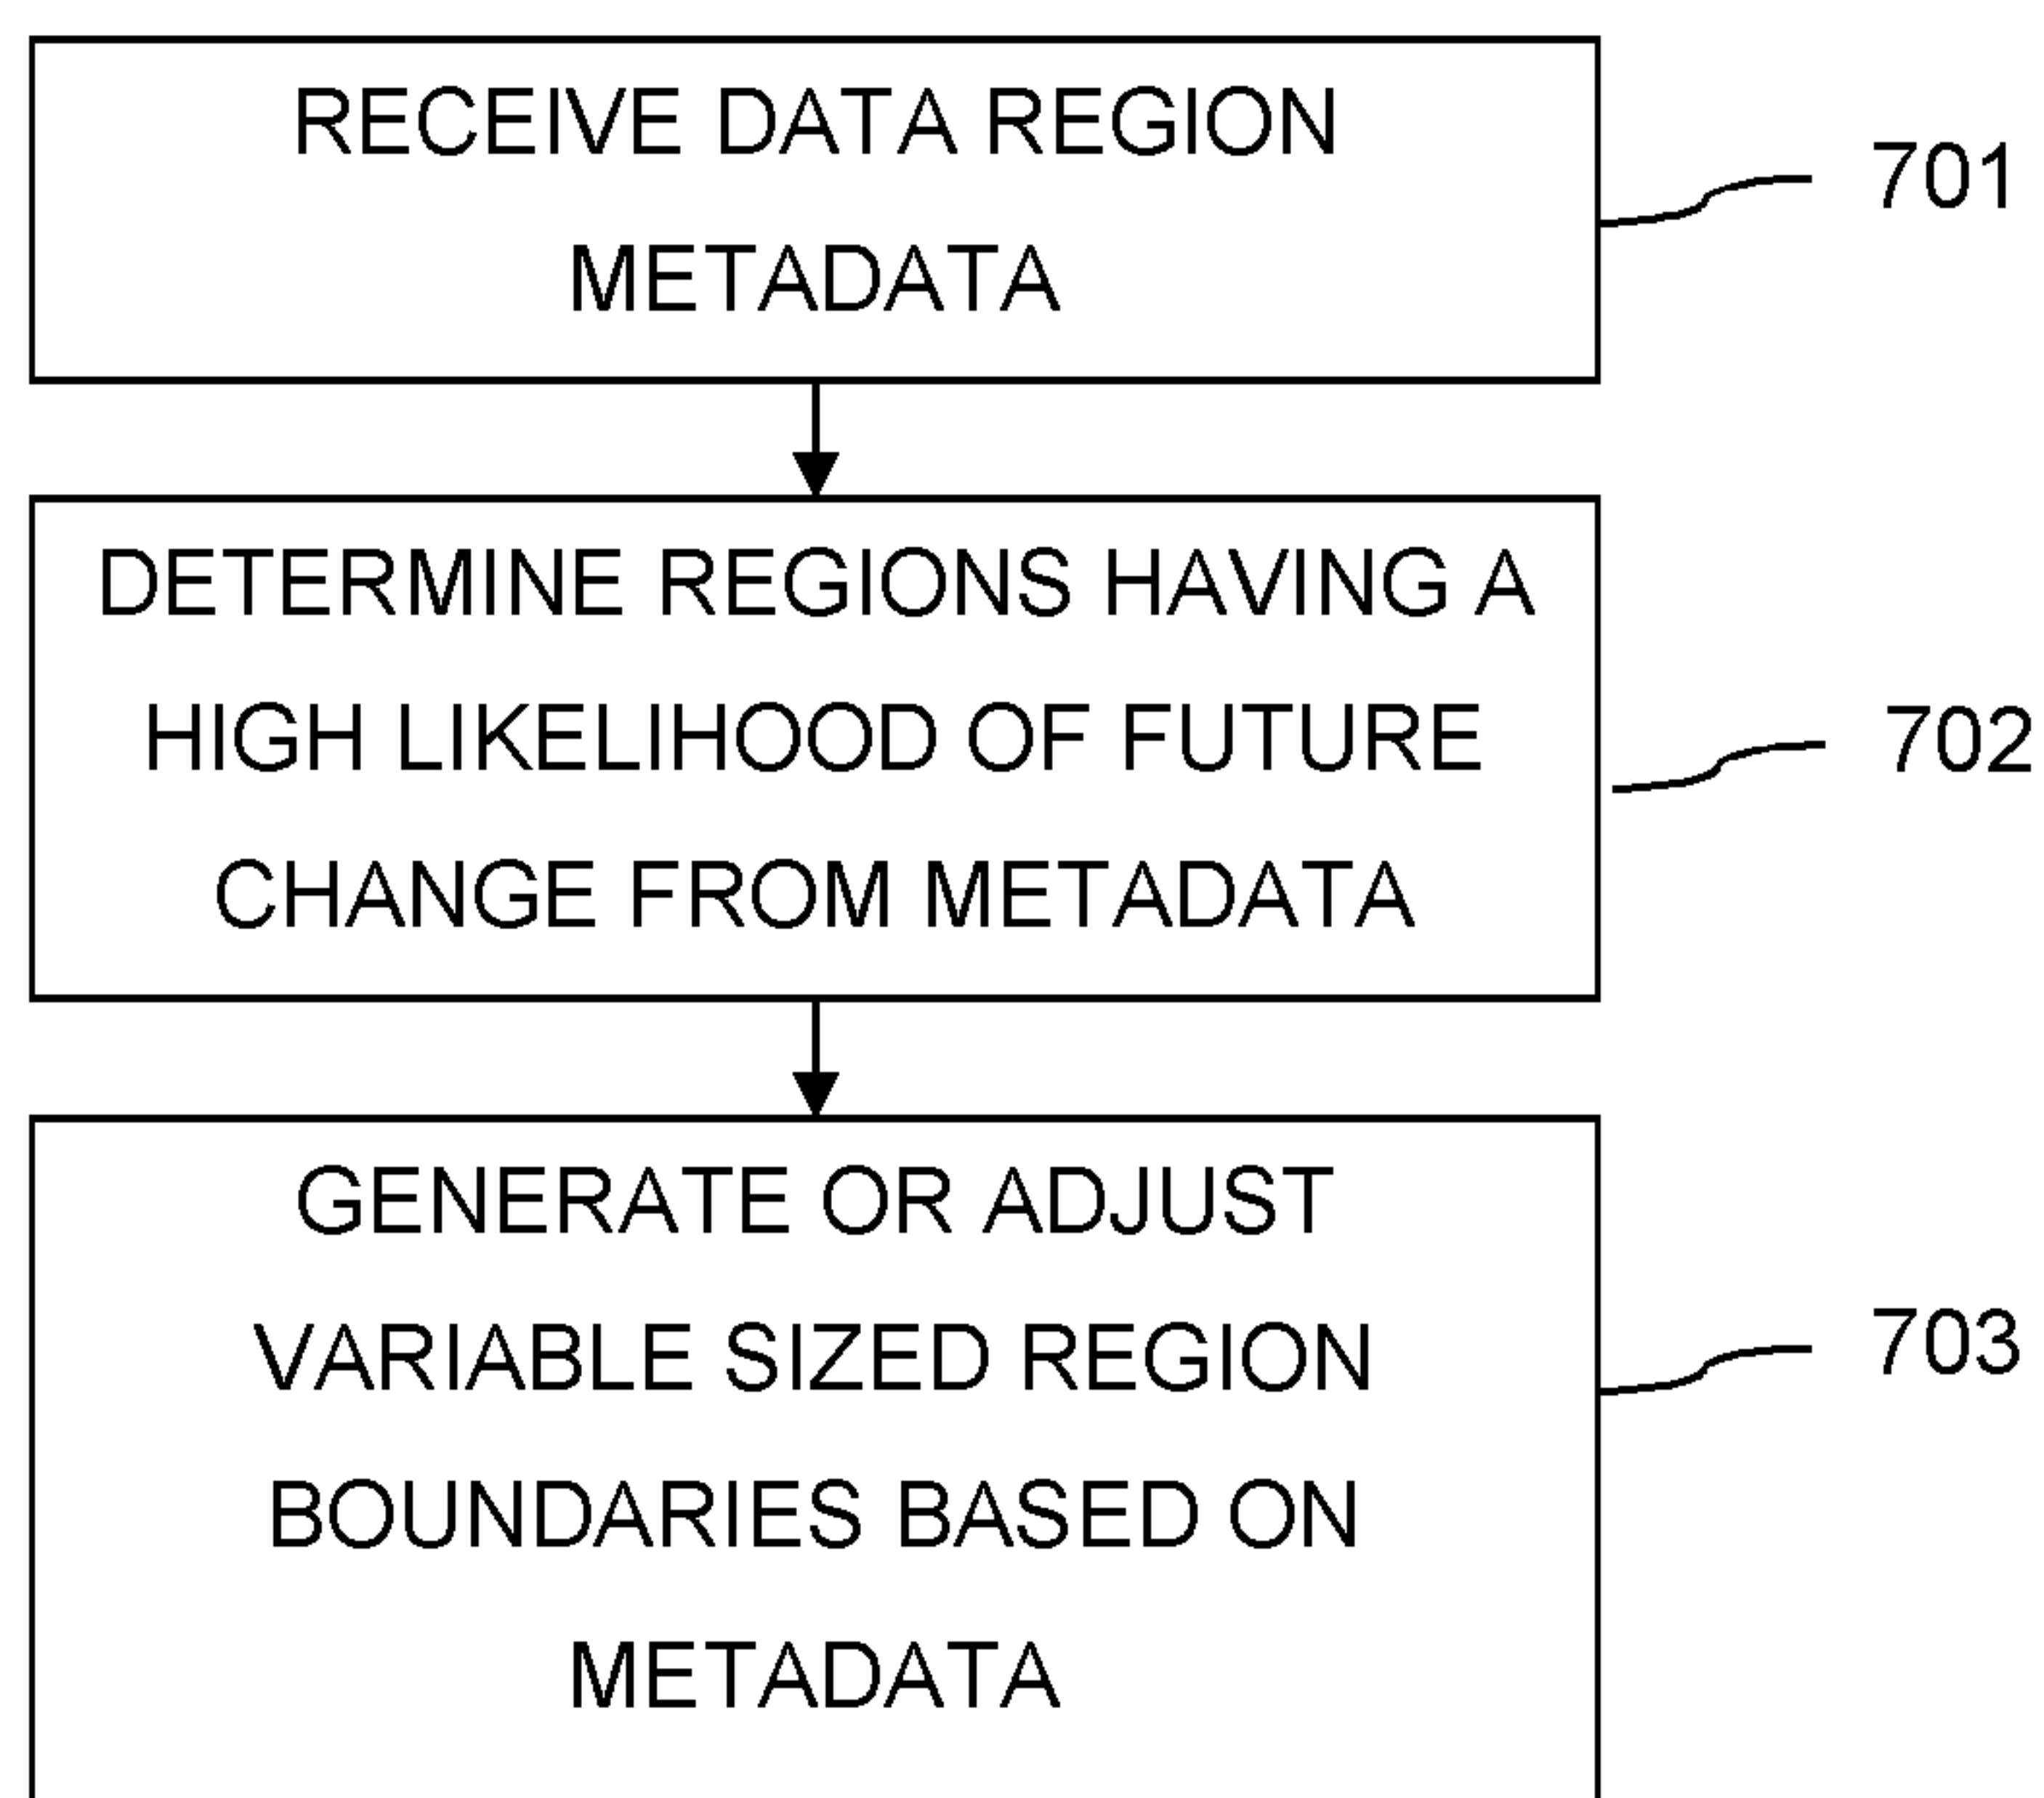 RECEIVE DATA REGION
METADATA
701
DETERMINE REGIONS HAVING A
HIGH LIKELIHOOD OF FUTURE
CHANGE FROM METADATA
702
GENERATE OR ADJUST
VARIABLE SIZED REGION
BOUNDARIES BASED ON
METADATA
703